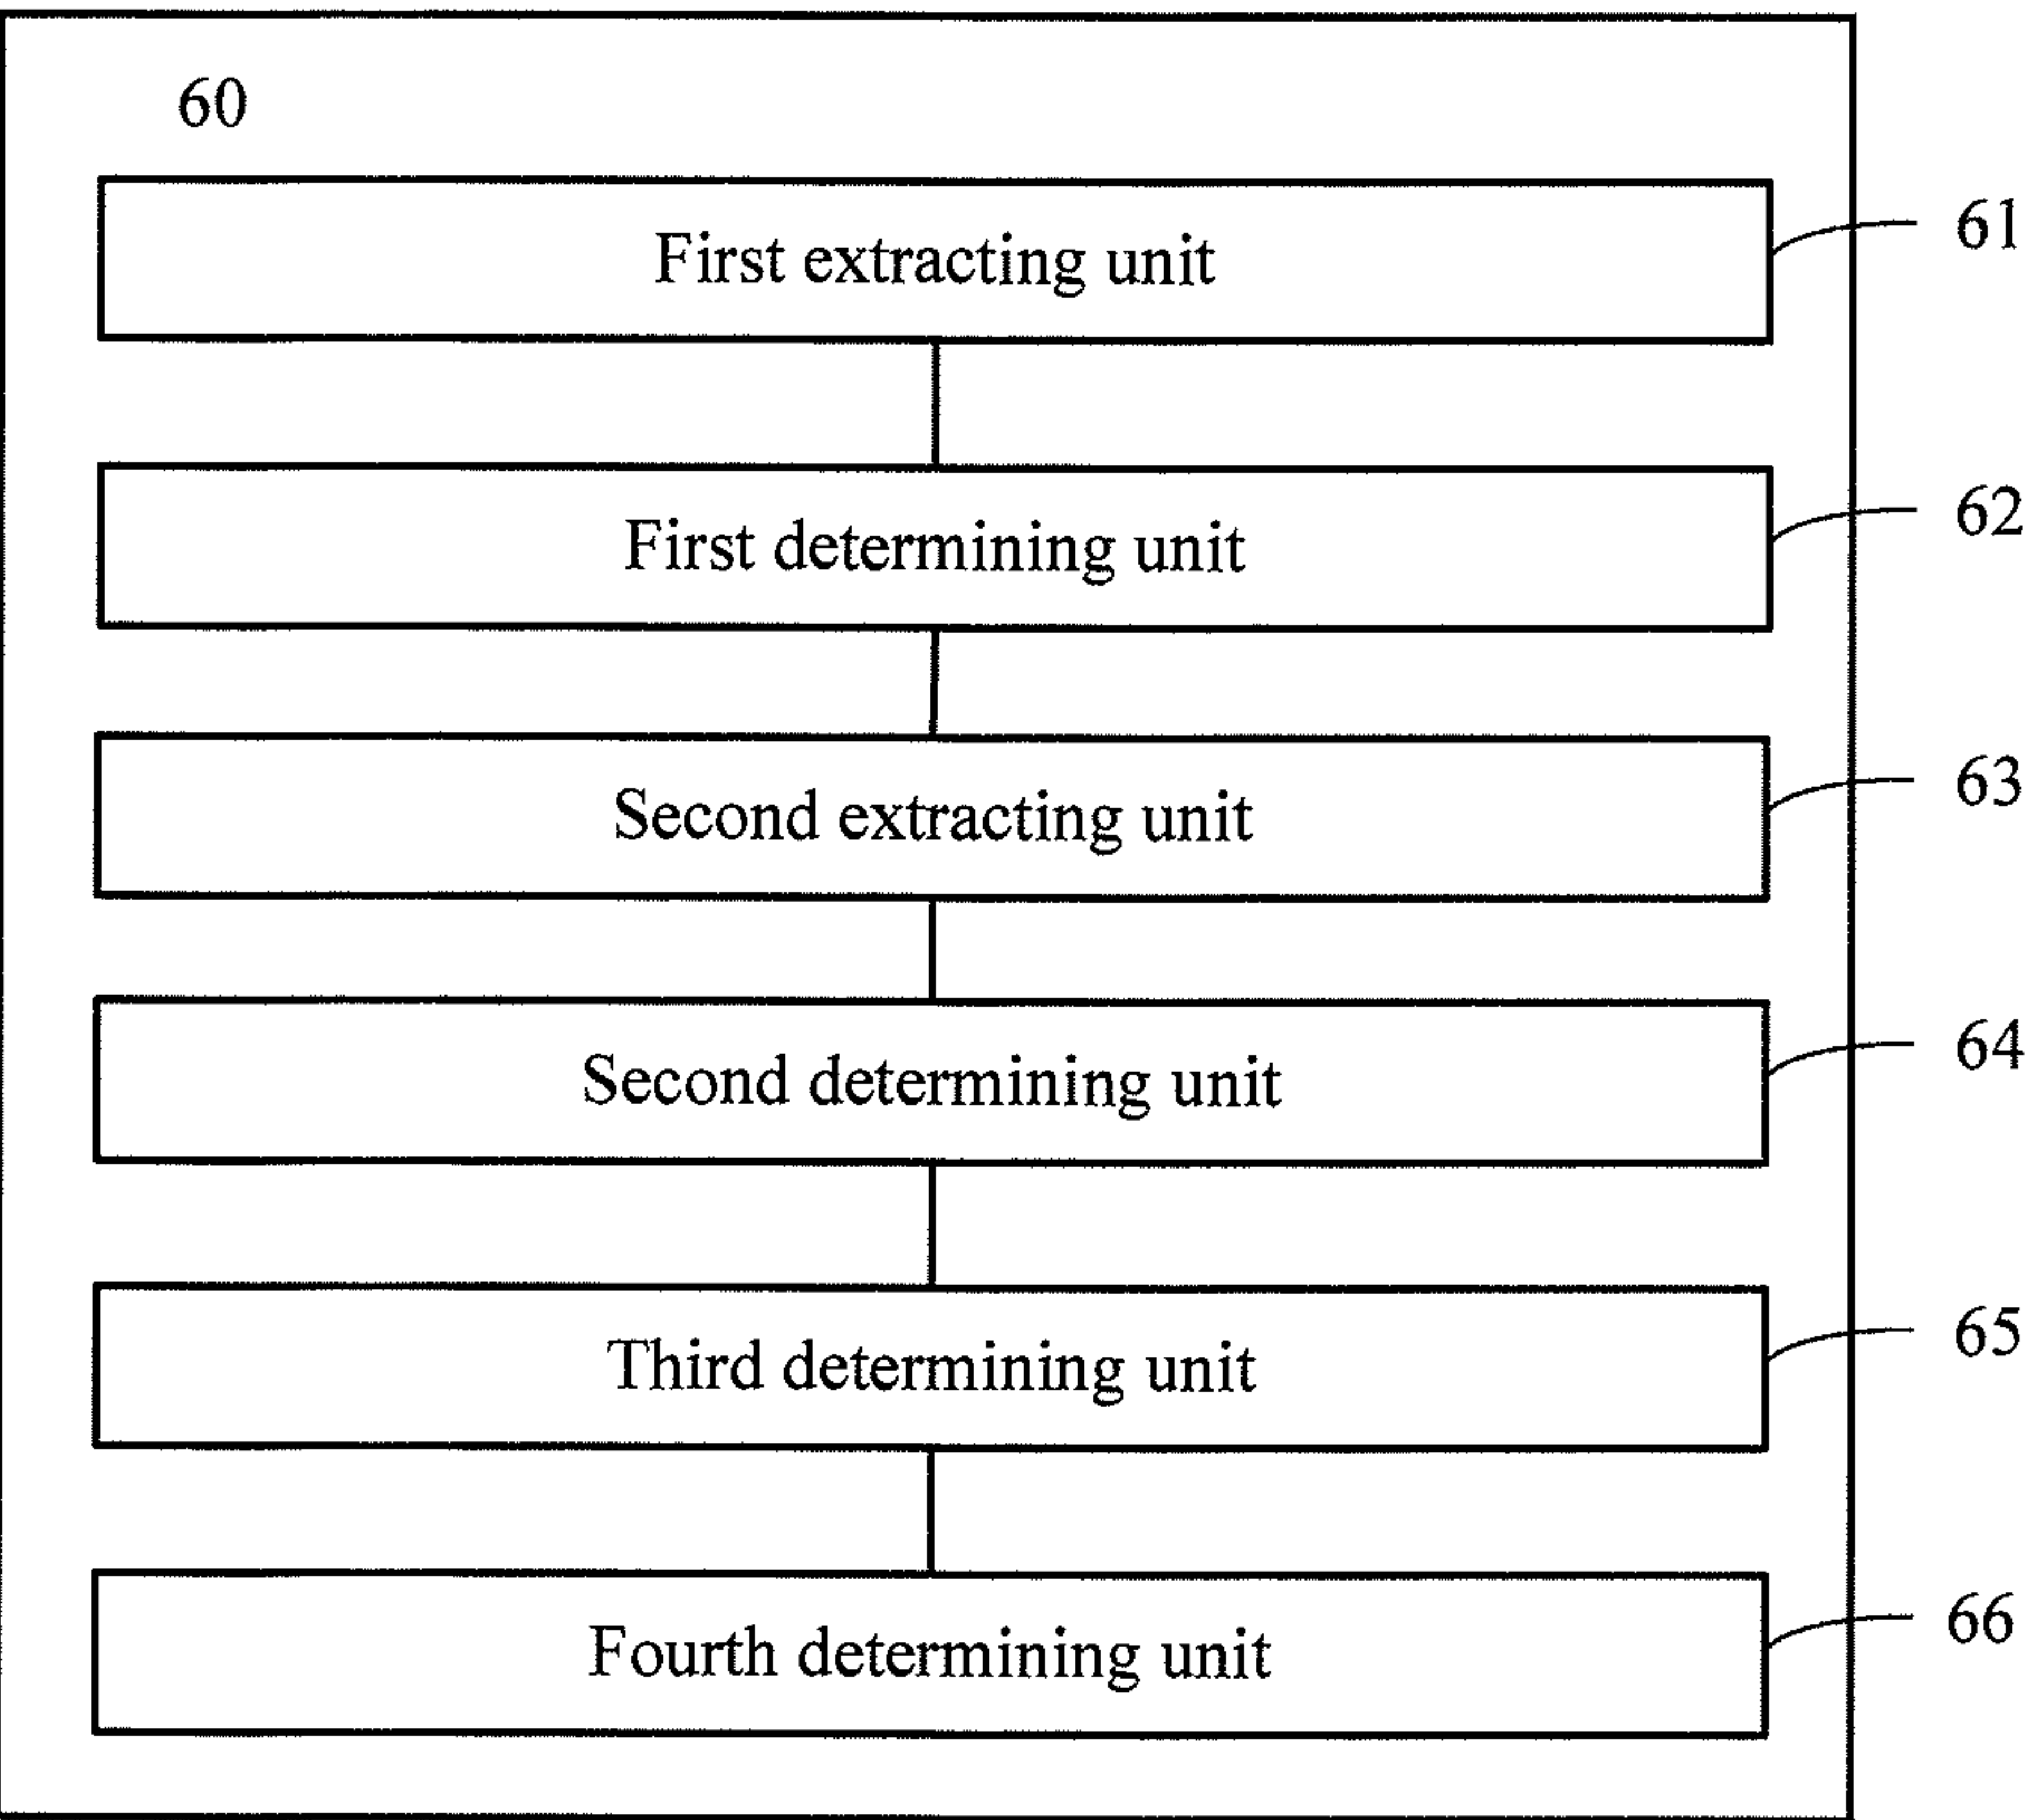 60
First extracting unit
61
First determining unit
62
Second extracting unit
63
Second determining unit
64
Third determining unit
65
Fourth determining unit
66